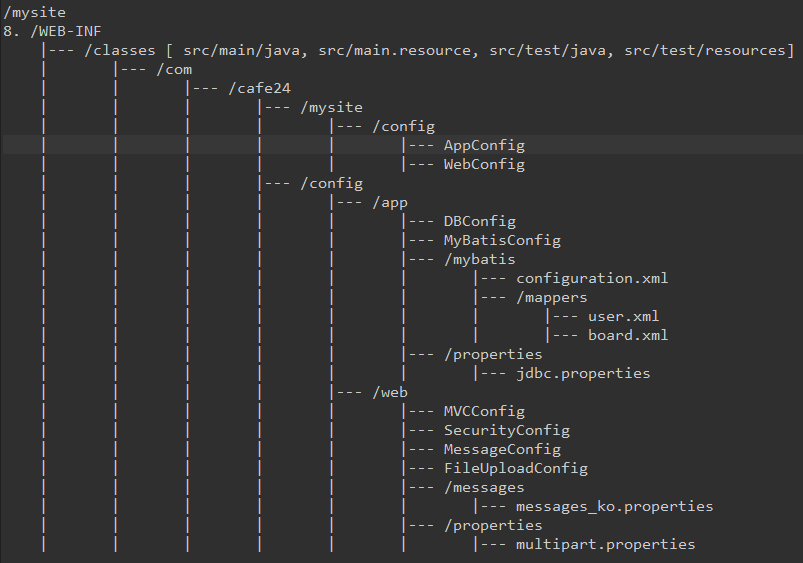 /mysite
8. /WEB-INF
    |--- /classes [ src/main/java, src/main.resource, src/test/java, src/test/resources]
    |       |--- /com
    |       |       |--- /cafe24
    |       |       |       |--- /mysite
    |       |       |       |       |--- /config
    |       |       |       |       |       |--- AppConfig
    |       |       |       |       |       |--- WebConfig
    |       |       |       |--- /config
    |       |       |       |       |--- /app
    |       |       |       |       |       |--- DBConfig
    |       |       |       |       |       |--- MyBatisConfig
    |       |       |       |       |       |--- /mybatis
    |       |       |       |       |       |       |--- configuration.xml
    |       |       |       |       |       |       |--- /mappers
    |       |       |       |       |       |       |       |--- user.xml
    |       |       |       |       |       |       |       |--- board.xml
    |       |       |       |       |       |--- /properties
    |       |       |       |       |       |       |--- jdbc.properties
    |       |       |       |       |--- /web
    |       |       |       |       |       |--- MVCConfig
    |       |       |       |       |       |--- SecurityConfig
    |       |       |       |       |       |--- MessageConfig
    |       |       |       |       |       |--- FileUploadConfig
    |       |       |       |       |       |--- /messages
    |       |       |       |       |       |       |--- messages_ko.properties
    |       |       |       |       |       |--- /properties
    |       |       |       |       |       |       |--- multipart.properties